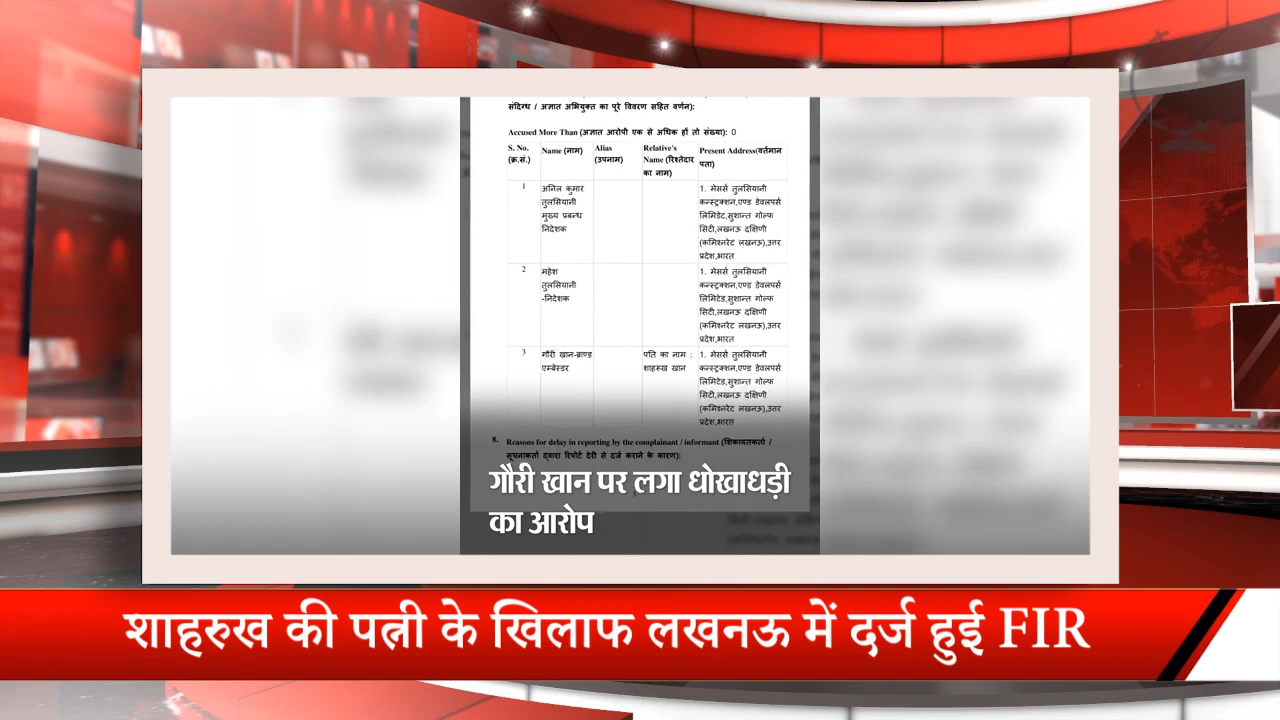 संदिग्ध / अज्ञात अभियुक्त का पूरे विवरण सहित वर्णन):
Accused More Than (अज्ञात आरोपी एक से अधिक हों तो संख्या): 0
S. No. (क्र.सं.) Name (नाम) Alias (उपनाम) Relative's Name (रिश्तेदार का नाम) Present Address(वर्तमान पता)
1
अनिल कुमार
तुलसियानी
मुख्य प्रबन्ध
निदेशक
1. मेसर्स तुलसियानी
कन्स्ट्रक्शन,एण्ड डेवलपर्स
लिमिडेट,सुशान्त गोल्फ
सिटी,लखनऊ दक्षिणी
(कमिश्नरेट लखनऊ),उत्तर
प्रदेश,भारत
2
महेश
तुलसियानी
-निदेशक
1. मेसर्स तुलसियानी
कन्स्ट्रक्शन,एण्ड डेवलपर्स
लिमिटेड,सुशान्त गोल्फ
सिटी,लखनऊ दक्षिणी
(कमिश्नरेट लखनऊ),उत्तर
प्रदेश,भारत
3
गौरी खान-ब्राण्ड
एम्बेस्डर
पति का नाम :
शाहरूख खान
1. मेसर्स तुलसियानी
कन्स्ट्रक्शन,एण्ड डेवलपर्स
लिमिटेड,सुशान्त गोल्फ
सिटी,लखनऊ दक्षिणी
(कमिश्नरेट लखनऊ),उत्तर
प्रदेश,भारत
8. Reasons for delay in reporting by the complainant / informant (शिकायतकर्ता /
सूचनाकर्ता द्वारा रिपोर्ट देरी से दर्ज कराने के कारण):
गौरी खान पर लगा धोखाधड़ी
का आरोप
शाहरुख की पत्नी के खिलाफ लखनऊ में दर्ज हुई FIR